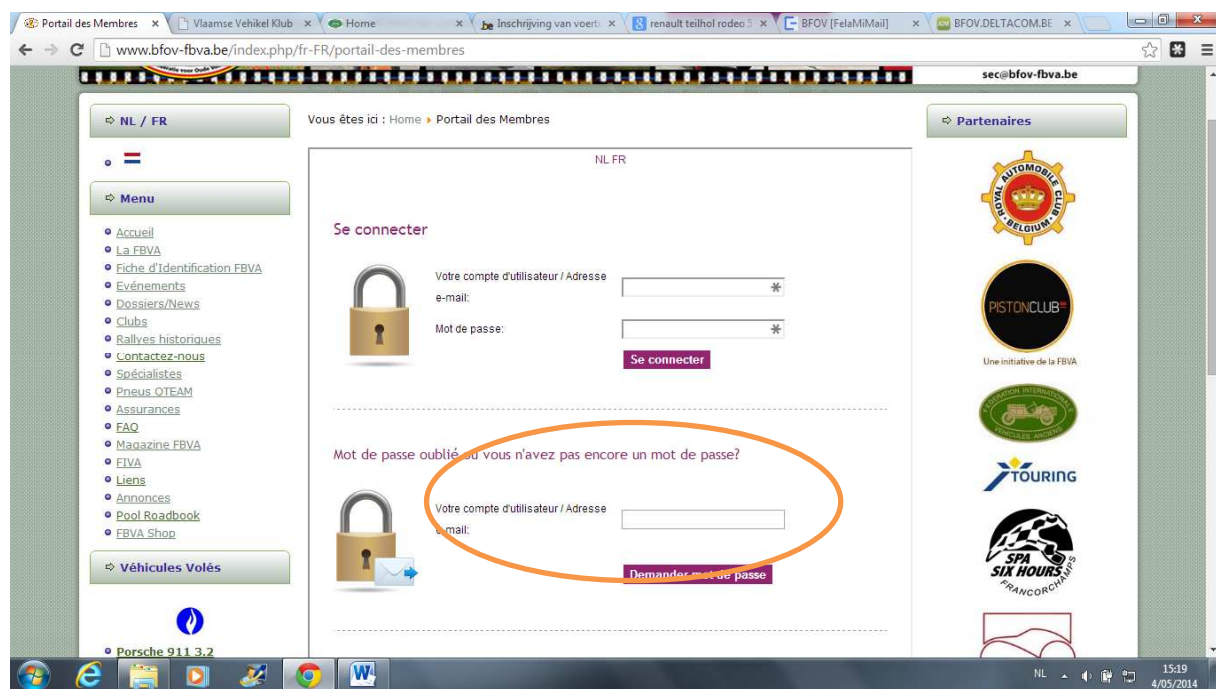 Portail des Membres
Vlaamse Vehikel Klub
Home
Inschrijving van voert
renault teilhol rodeo 5
BFOV [FelaMiMail]
BFOV.DELTACOM.BE
www.bfov-fbva.be/index.php/fr-FR/portail-des-membres
sec@bfov-fbva.be
NL / FR
Menu
Accueil
La FBVA
Fiche d'Identification FBVA
Evénements
Dossiers/News
Clubs
Rallyes historiques
Contactez-nous
Spécialistes
Pneus QTEAM
Assurances
FAQ
Magazine FBVA
FIVA
Liens
Annonces
Pool Roadbook
FBVA Shop
Véhicules Volés
Porsche 911 3.2
Vous êtes ici : Home Portail des Membres
NL FR
Se connecter
Votre compte d'utilisateur / Adresse
e-mail:
Mot de passe:
Se connecter
Mot de passe oublié ou vous n'avez pas encore un mot de passe?
Votre compte d'utilisateur / Adresse
e-mail:
Demander mot de passe
Partenaires
ROYAL AUTOMOBILE CLUB
BELGIUM
PISTONCLUB
Une initiative de la FBVA
FEDERATION INTERNATIONALE
VEHICULES ANCIENS
TOURING
SPA
SIX HOURS
FRANCORCHAMPS
NL
15:19
4/05/2014